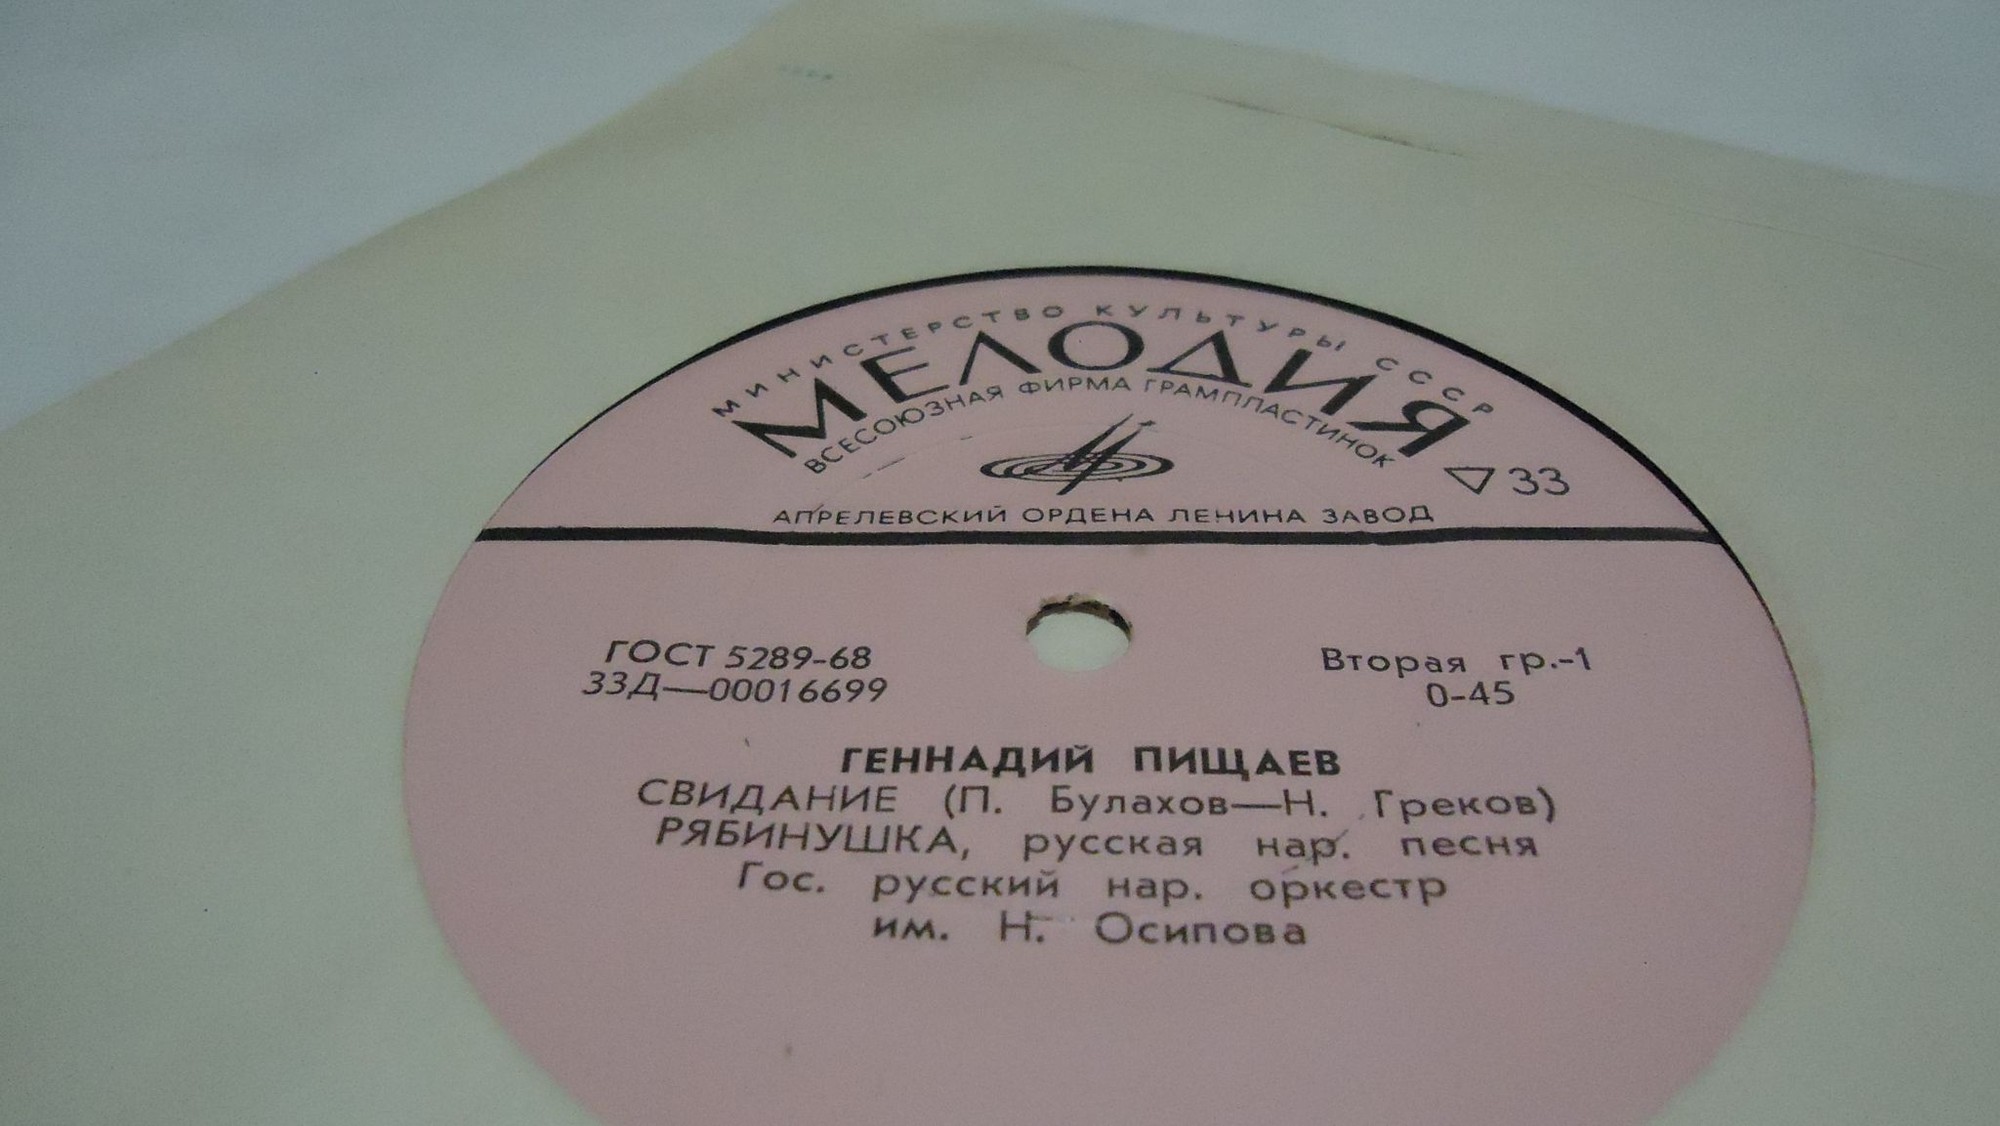 МИНИСТЕРСТВО КУЛЬТУРЫ СССР
МЕЛОДИЯ
ВСЕСОЮЗНАЯ ФИРМА ГРАМПЛАСТИНОК
33
АПРЕЛЕВСКИЙ ОРДЕНА ЛЕНИНА ЗАВОД
ГОСТ 5289-68
33Д—00016699
Вторая гр.-1
0-45
ГЕННАДИЙ ПИЩАЕВ
СВИДАНИЕ (П. Булахов—Н. Греков)
РЯБИНУШКА, русская нар. песня
Гос. русский нар. оркестр
им. Н. Осипова